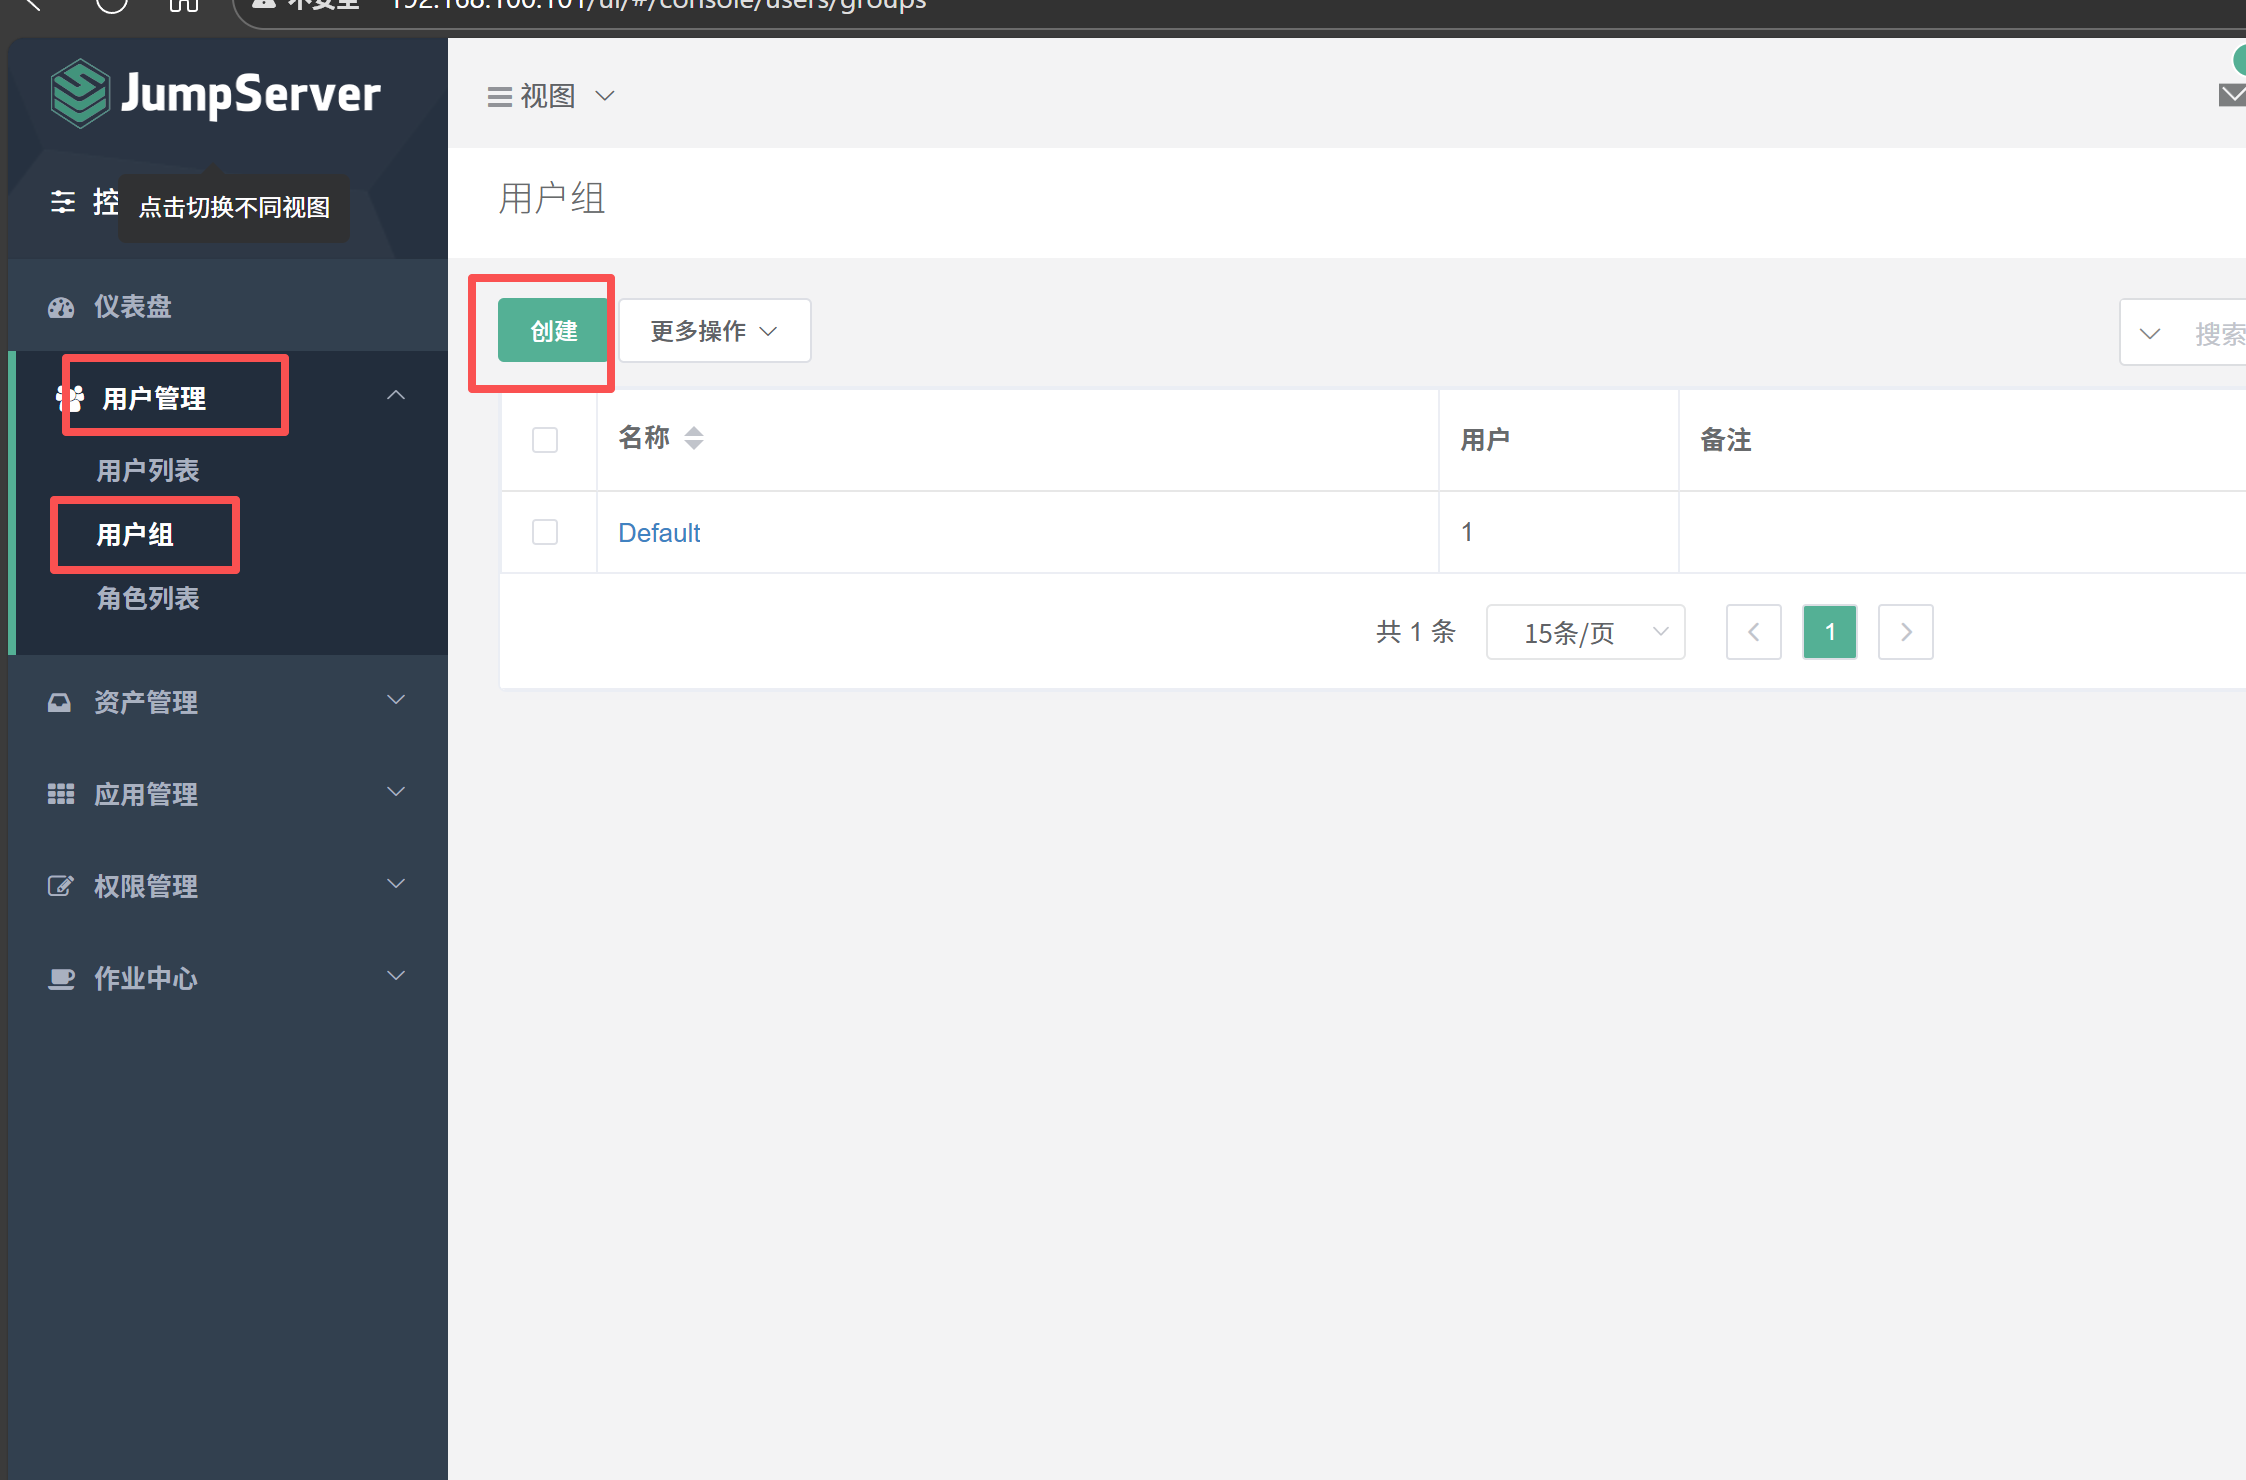 不安全 192.168.100.101/ui/#/console/users/groups
JumpServer
视图
控
点击切换不同视图
用户组
仪表盘
创建
更多操作
搜索
用户管理
名称
用户
备注
用户列表
用户组
Default
1
角色列表
共 1 条
15条/页
1
资产管理
应用管理
权限管理
作业中心